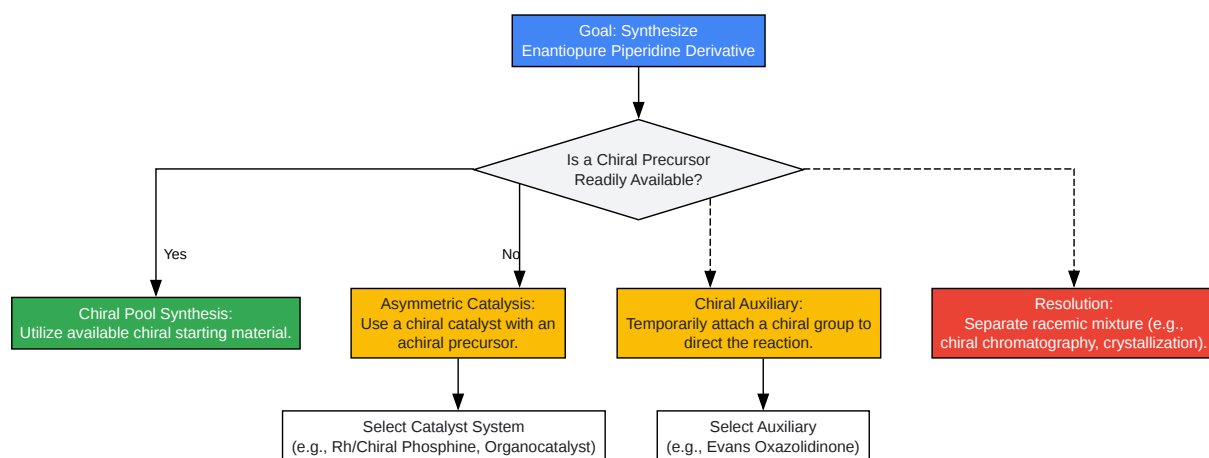 Goal: Synthesize
Enantiopure Piperidine Derivative
Is a Chiral Precursor
Readily Available?
Yes
No
Chiral Pool Synthesis:
Utilize available chiral starting material.
Asymmetric Catalysis:
Use a chiral catalyst with an
achiral precursor.
Chiral Auxiliary:
Temporarily attach a chiral group to
direct the reaction.
Resolution:
Separate racemic mixture (e.g.,
chiral chromatography, crystallization).
Select Catalyst System
(e.g., Rh/Chiral Phosphine, Organocatalyst)
Select Auxiliary
(e.g., Evans Oxazolidinone)